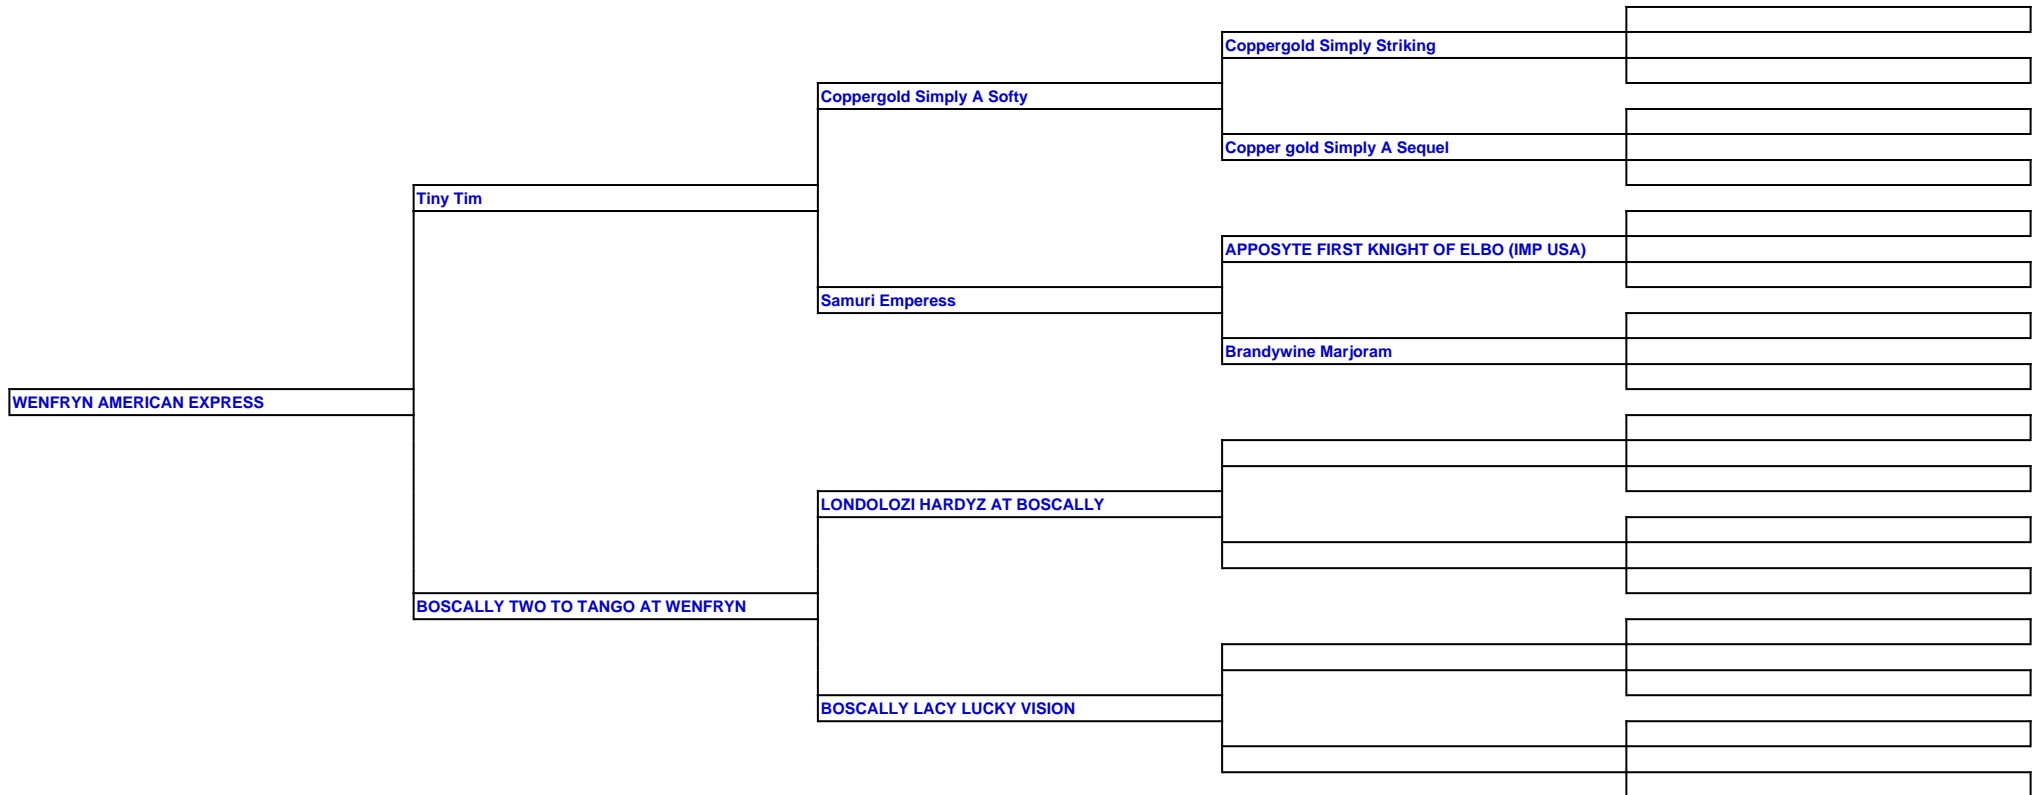 Coppergold Simply Striking
Coppergold Simply A Softy
Copper gold Simply A Sequel
Tiny Tim
APPOSYTE FIRST KNIGHT OF ELBO (IMP USA)
Samuri Emperess
Brandywine Marjoram
WENFRYN AMERICAN EXPRESS
LONDOLOZI HARDYZ AT BOSCALLY
BOSCALLY TWO TO TANGO AT WENFRYN
BOSCALLY LACY LUCKY VISION